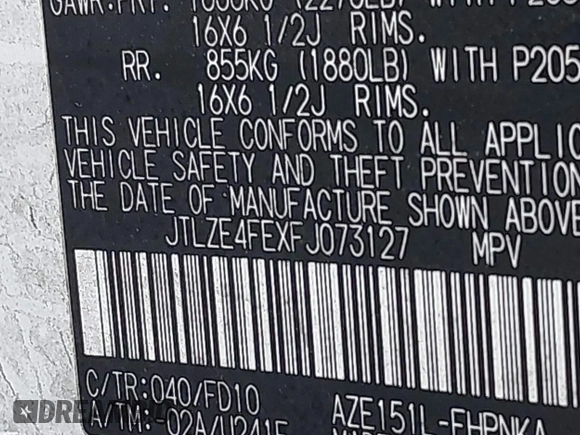 16X6 1/2J RIMS.
RR. 855KG (1880LB) WITH P205
16X6 1/2J RIMS.
THIS VEHICLE CONFORMS TO ALL APPLIC
VEHICLE SAFETY AND THEFT PREVENTION
THE DATE OF MANUFACTURE SHOWN ABOVE
JTLZE4FEXFJ073127 MPV
C/TR:040/FD10 AZE151L-FHPNKA
A/TM: